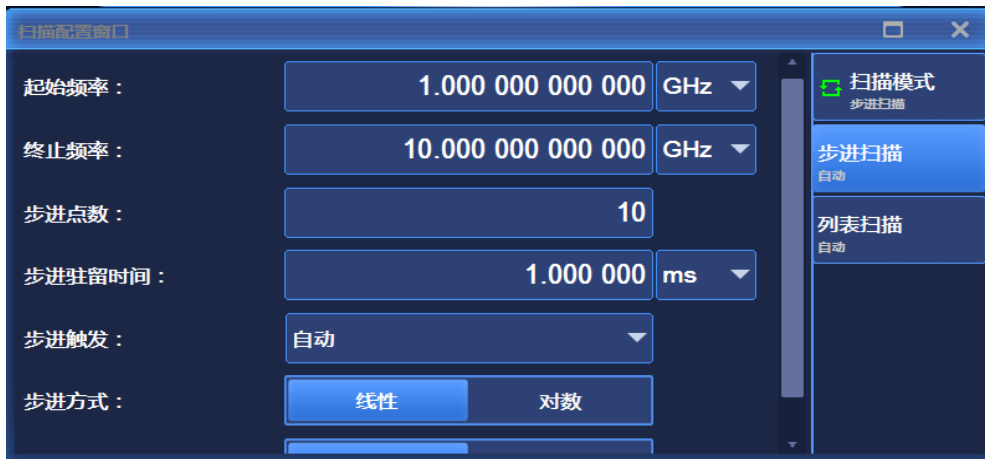 扫描配置窗口
起始频率： 1.000 000 000 000 GHz
终止频率： 10.000 000 000 000 GHz
步进点数： 10
步进驻留时间： 1.000 000 ms
步进触发： 自动
步进方式： 线性 对数
扫描模式
步进扫描
步进扫描
自动
列表扫描
自动